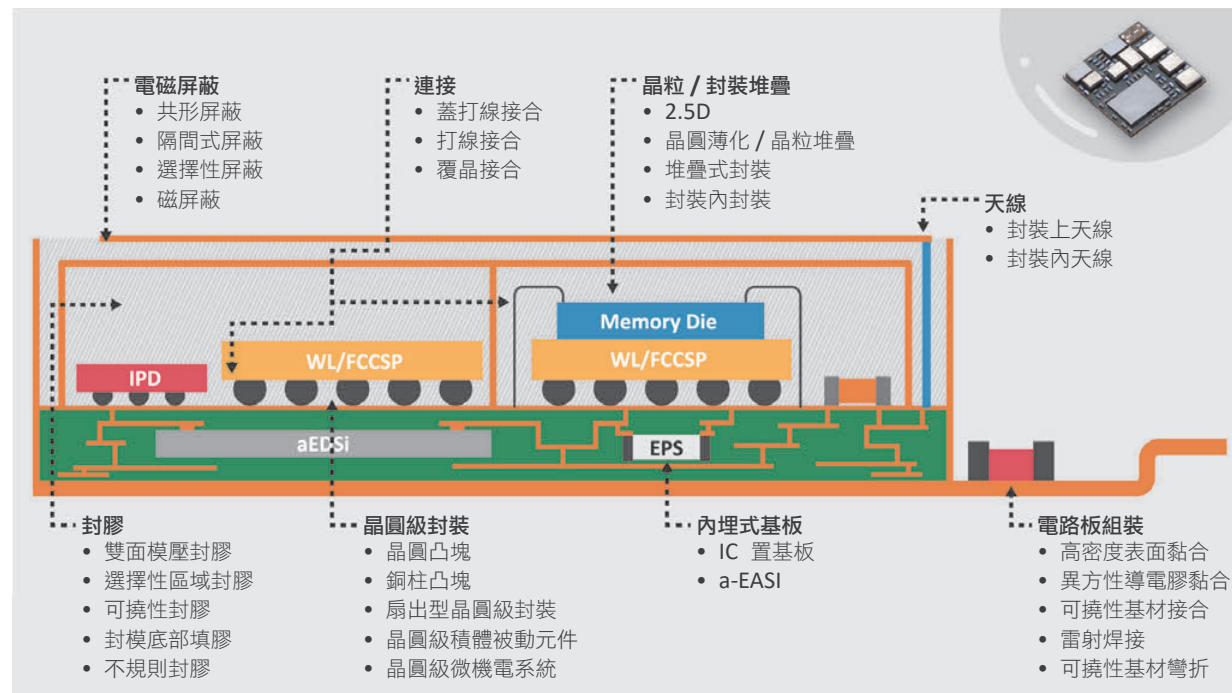 電磁屏蔽
• 共形屏蔽
• 隔間式屏蔽
• 選擇性屏蔽
• 磁屏蔽
連接
• 蓋打線接合
• 打線接合
• 覆晶接合
晶粒 / 封裝堆疊
• 2.5D
• 晶圓薄化 / 晶粒堆疊
• 堆疊式封裝
• 封裝內封裝
天線
• 封裝上天線
• 封裝內天線
IPD
WL/FCCSP
Memory Die
WL/FCCSP
aEDSi
EPS
封膠
• 雙面模壓封膠
• 選擇性區域封膠
• 可撓性封膠
• 封模底部填膠
• 不規則封膠
晶圓級封裝
• 晶圓凸塊
• 銅柱凸塊
• 扇出型晶圓級封裝
• 晶圓級積體被動元件
• 晶圓級微機電系統
內埋式基板
• IC 置基板
• a-EASI
電路板組裝
• 高密度表面黏合
• 異方性導電膠黏合
• 可撓性基材接合
• 雷射焊接
• 可撓性基材彎折